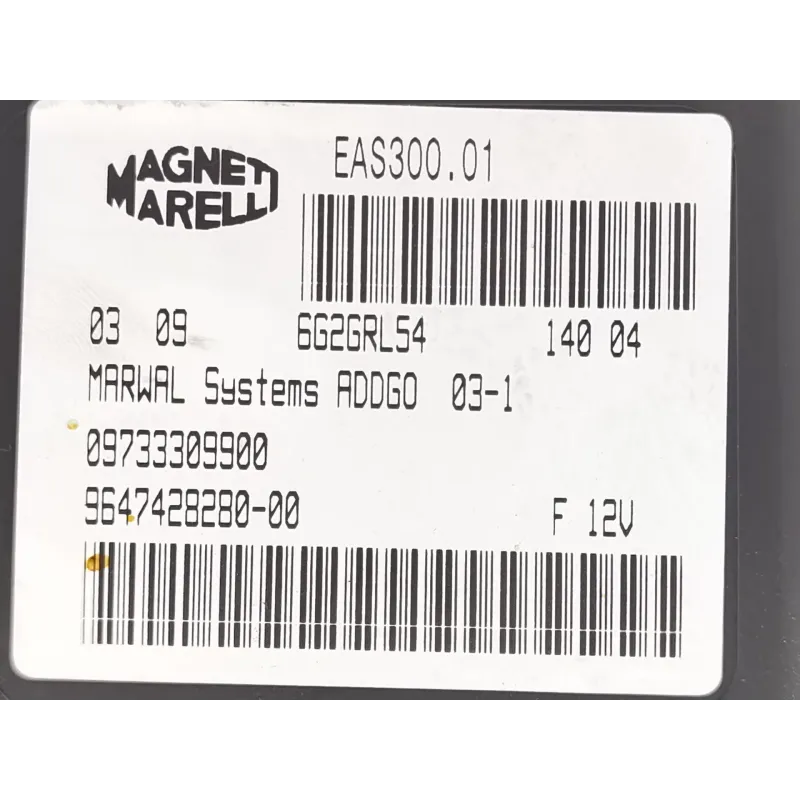 MAGNETI
MARELLI
EAS300.01
03 09 6G2GRL54 140 04
MARWAL Systems ADDGO 03-1
09733309900
9647428280-00 F 12V